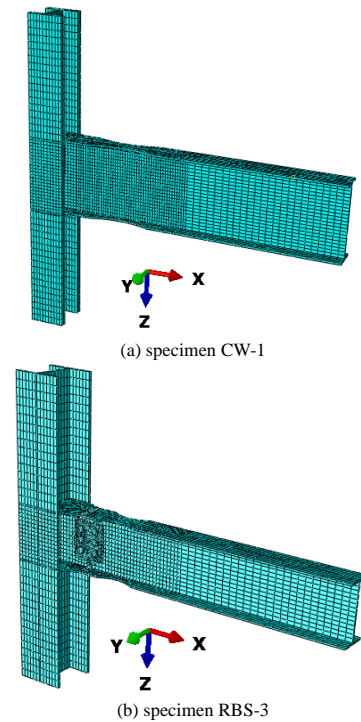 Y
X
Z
(a) specimen CW-1
Y
X
Z
(b) specimen RBS-3